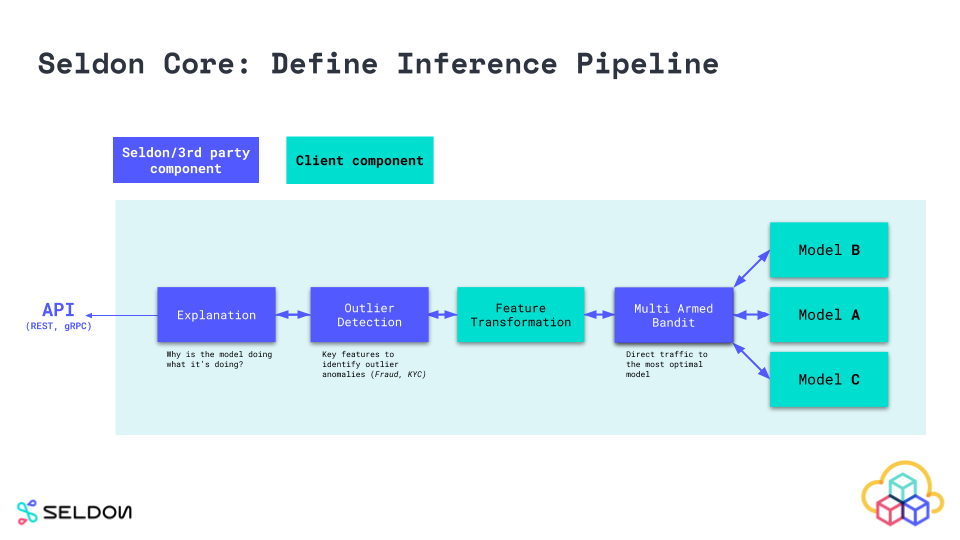 Seldon Core: Define Inference Pipeline
Seldon/3rd party
component
Client component
API
(REST, gRPC)
Explanation
Why is the model doing
what it's doing?
Outlier
Detection
Key features to
identify outlier
anomalies (Fraud, KYC)
Feature
Transformation
Multi Armed
Bandit
Direct traffic to
the most optimal
model
Model B
Model A
Model C
SELDON